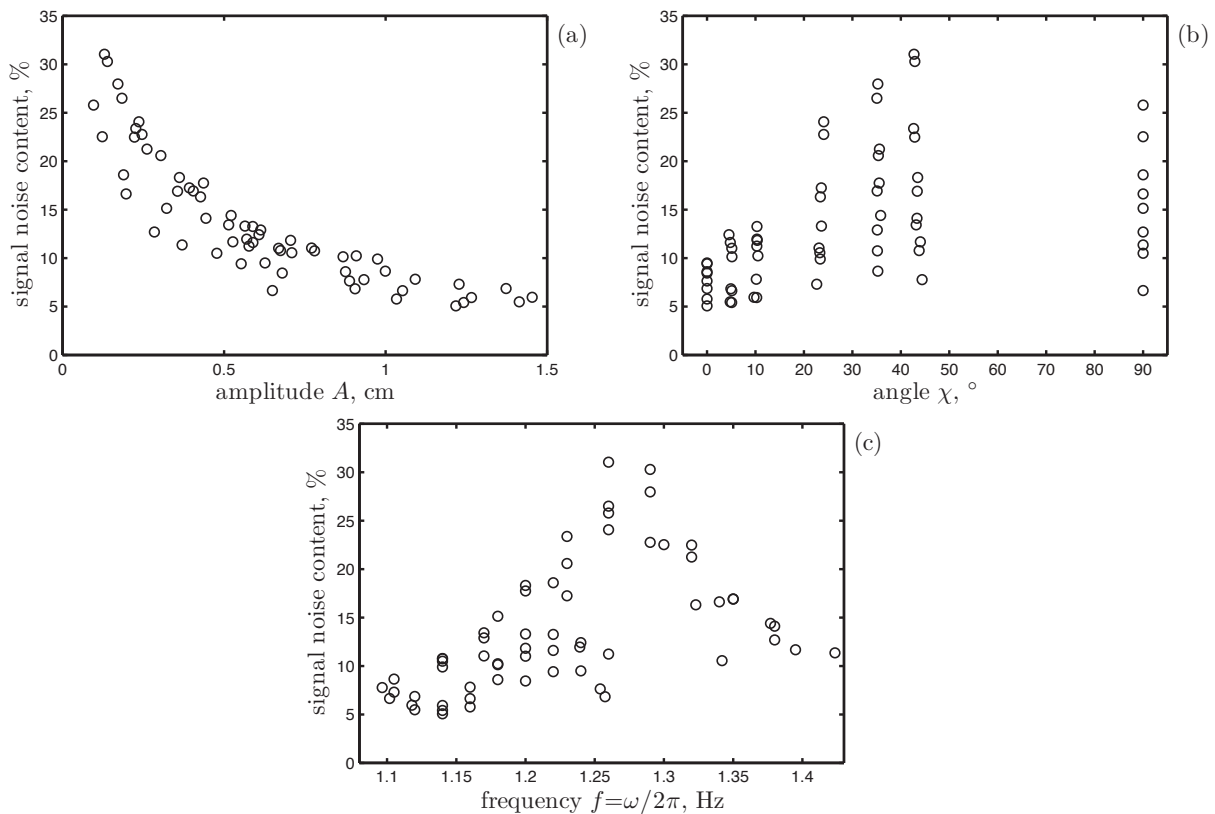 35
30
25
20
15
10
5
0
signal noise content, %
0 0.5 1 1.5
amplitude A, cm
(a)
35
30
25
20
15
10
5
0
signal noise content, %
0 10 20 30 40 50 60 70 80 90
angle χ, °
(b)
35
30
25
20
15
10
5
0
signal noise content, %
1.1 1.15 1.2 1.25 1.3 1.35 1.4
frequency f=ω/2π, Hz
(c)